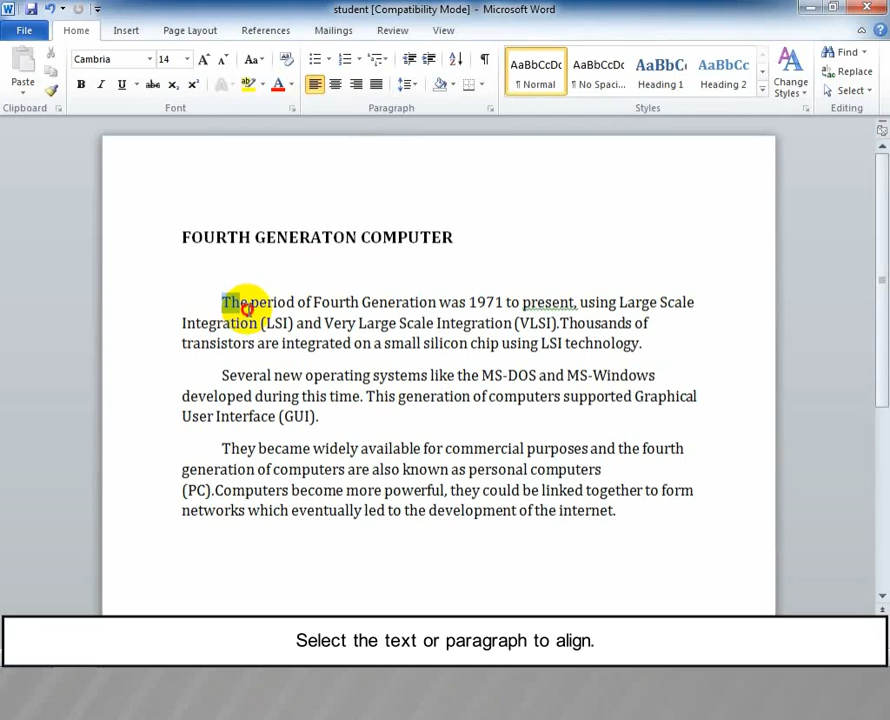 student [Compatibility Mode] - Microsoft Word
File Home Insert Page Layout References Mailings Review View
Paste
Cambria 14 Aa
B I U abc x₂ x² ab A
AaBbCcDc AaBbCcDc AaBbCc AaBbCc
¶ Normal ¶ No Spaci... Heading 1 Heading 2
Change Styles
Find
Replace
Select
Clipboard Font Paragraph Styles Editing
FOURTH GENERATON COMPUTER
The period of Fourth Generation was 1971 to present, using Large Scale
Integration (LSI) and Very Large Scale Integration (VLSI).Thousands of
transistors are integrated on a small silicon chip using LSI technology.
Several new operating systems like the MS-DOS and MS-Windows
developed during this time. This generation of computers supported Graphical
User Interface (GUI).
They became widely available for commercial purposes and the fourth
generation of computers are also known as personal computers
(PC).Computers become more powerful, they could be linked together to form
networks which eventually led to the development of the internet.
Select the text or paragraph to align.